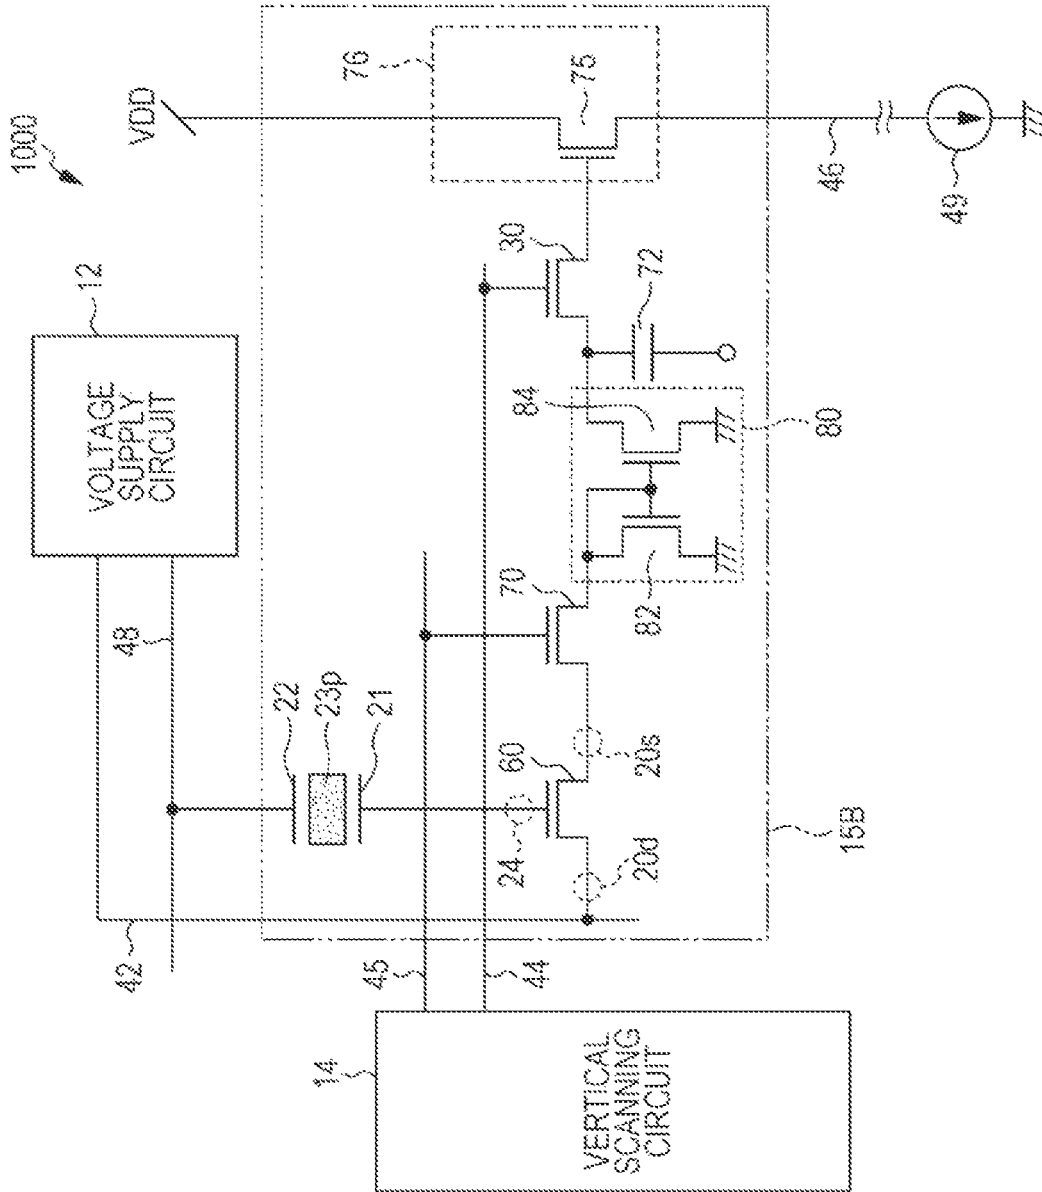 1000
VDD
12
VOLTAGE
SUPPLY
CIRCUIT
76
75
46
49
30
72
84
80
82
70
48
22
23p
21
60
20s
24
20d
15B
42
45
44
14
VERTICAL
SCANNING
CIRCUIT